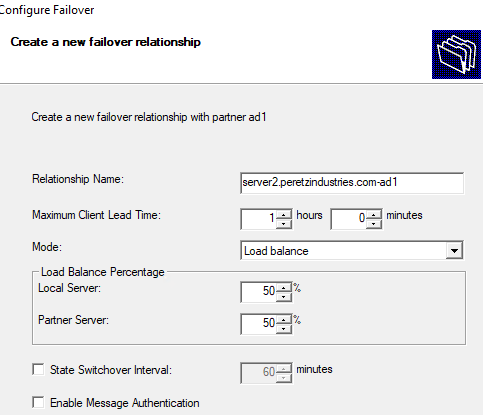 Configure Failover
Create a new failover relationship
Create a new failover relationship with partner ad1
Relationship Name: server2.peretzindustries.com-ad1
Maximum Client Lead Time: 1 hours 0 minutes
Mode: Load balance
Load Balance Percentage
Local Server: 50 %
Partner Server: 50 %
State Switchover Interval: 60 minutes
Enable Message Authentication